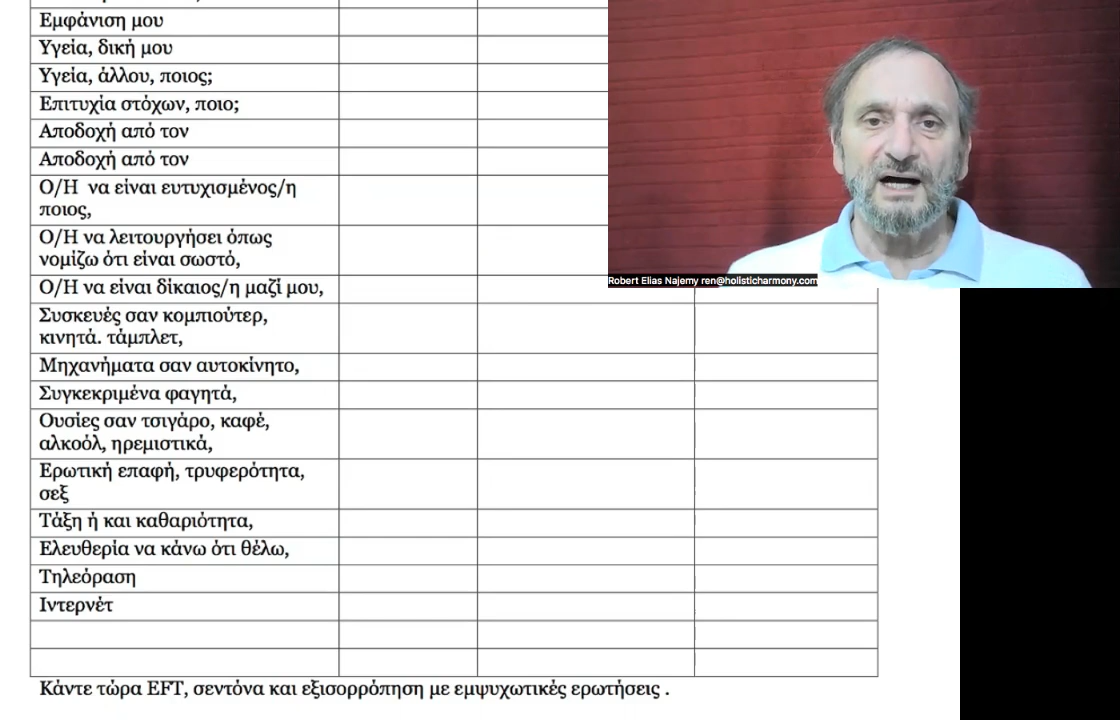 Εμφάνιση μου
Υγεία, δική μου
Υγεία, άλλου, ποιος;
Επιτυχία στόχων, ποιο;
Αποδοχή από τον
Αποδοχή από τον
Ο/Η  να είναι ευτυχισμένος/η
ποιος,
Ο/Η να λειτουργήσει όπως
νομίζω ότι είναι σωστό,
Ο/Η να είναι δίκαιος/η μαζί μου,
Συσκευές σαν κομπιούτερ,
κινητά. τάμπλετ,
Μηχανήματα σαν αυτοκίνητο,
Συγκεκριμένα φαγητά,
Ουσίες σαν τσιγάρο, καφέ,
αλκοόλ, ηρεμιστικά,
Ερωτική επαφή, τρυφερότητα,
σεξ
Τάξη ή και καθαριότητα,
Ελευθερία να κάνω ότι θέλω,
Τηλεόραση
Ιντερνέτ
Κάντε τώρα EFT, σεντόνα και εξισορρόπηση με εμψυχωτικές ερωτήσεις .
Robert Elias Najemy ren@holisticharmony.com